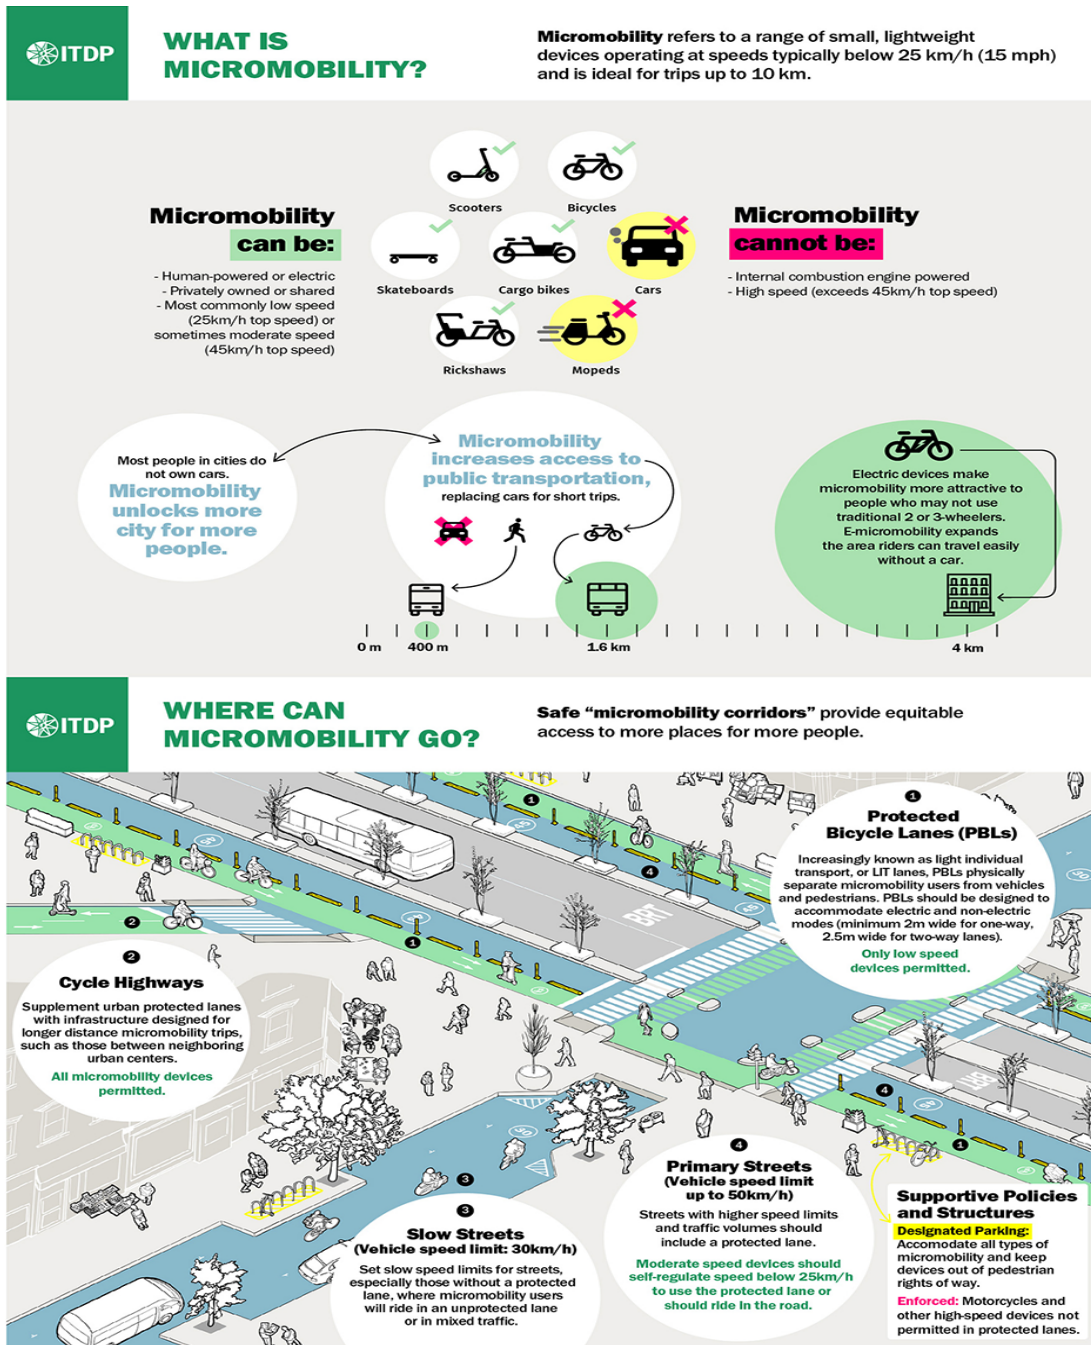 ITDP
WHAT IS
MICROMOBILITY?
Micromobility refers to a range of small, lightweight
devices operating at speeds typically below 25 km/h (15 mph)
and is ideal for trips up to 10 km.
Scooters
Bicycles
Micromobility
can be:
- Human-powered or electric
- Privately owned or shared
- Most commonly low speed
(25km/h top speed) or
sometimes moderate speed
(45km/h top speed)
Skateboards
Cargo bikes
Cars
Rickshaws
Mopeds
Micromobility
cannot be:
- Internal combustion engine powered
- High speed (exceeds 45km/h top speed)
Most people in cities do
not own cars.
Micromobility
unlocks more
city for more
people.
Micromobility
increases access to
public transportation,
replacing cars for short trips.
Electric devices make
micromobility more attractive to
people who may not use
traditional 2 or 3-wheelers.
E-micromobility expands
the area riders can travel easily
without a car.
0 m
400 m
1.6 km
4 km
ITDP
WHERE CAN
MICROMOBILITY GO?
Safe “micromobility corridors” provide equitable
access to more places for more people.
1
4
BRT
1
Protected
Bicycle Lanes (PBLs)
Increasingly known as light individual
transport, or LIT lanes, PBLs physically
separate micromobility users from vehicles
and pedestrians. PBLs should be designed to
accommodate electric and non-electric
modes (minimum 2m wide for one-way,
2.5m wide for two-way lanes).
Only low speed
devices permitted.
2
1
2
Cycle Highways
Supplement urban protected lanes
with infrastructure designed for
longer distance micromobility trips,
such as those between neighboring
urban centers.
All micromobility devices
permitted.
30
BRT
4
45
1
3
3
Slow Streets
(Vehicle speed limit: 30km/h)
Set slow speed limits for streets,
especially those without a protected
lane, where micromobility users
will ride in an unprotected lane
or in mixed traffic.
4
Primary Streets
(Vehicle speed limit
up to 50km/h)
Streets with higher speed limits
and traffic volumes should
include a protected lane.
Moderate speed devices should
self-regulate speed below 25km/h
to use the protected lane or
should ride in the road.
Supportive Policies
and Structures
Designated Parking:
Accomodate all types of
micromobility and keep
devices out of pedestrian
rights of way.
Enforced: Motorcycles and
other high-speed devices not
permitted in protected lanes.